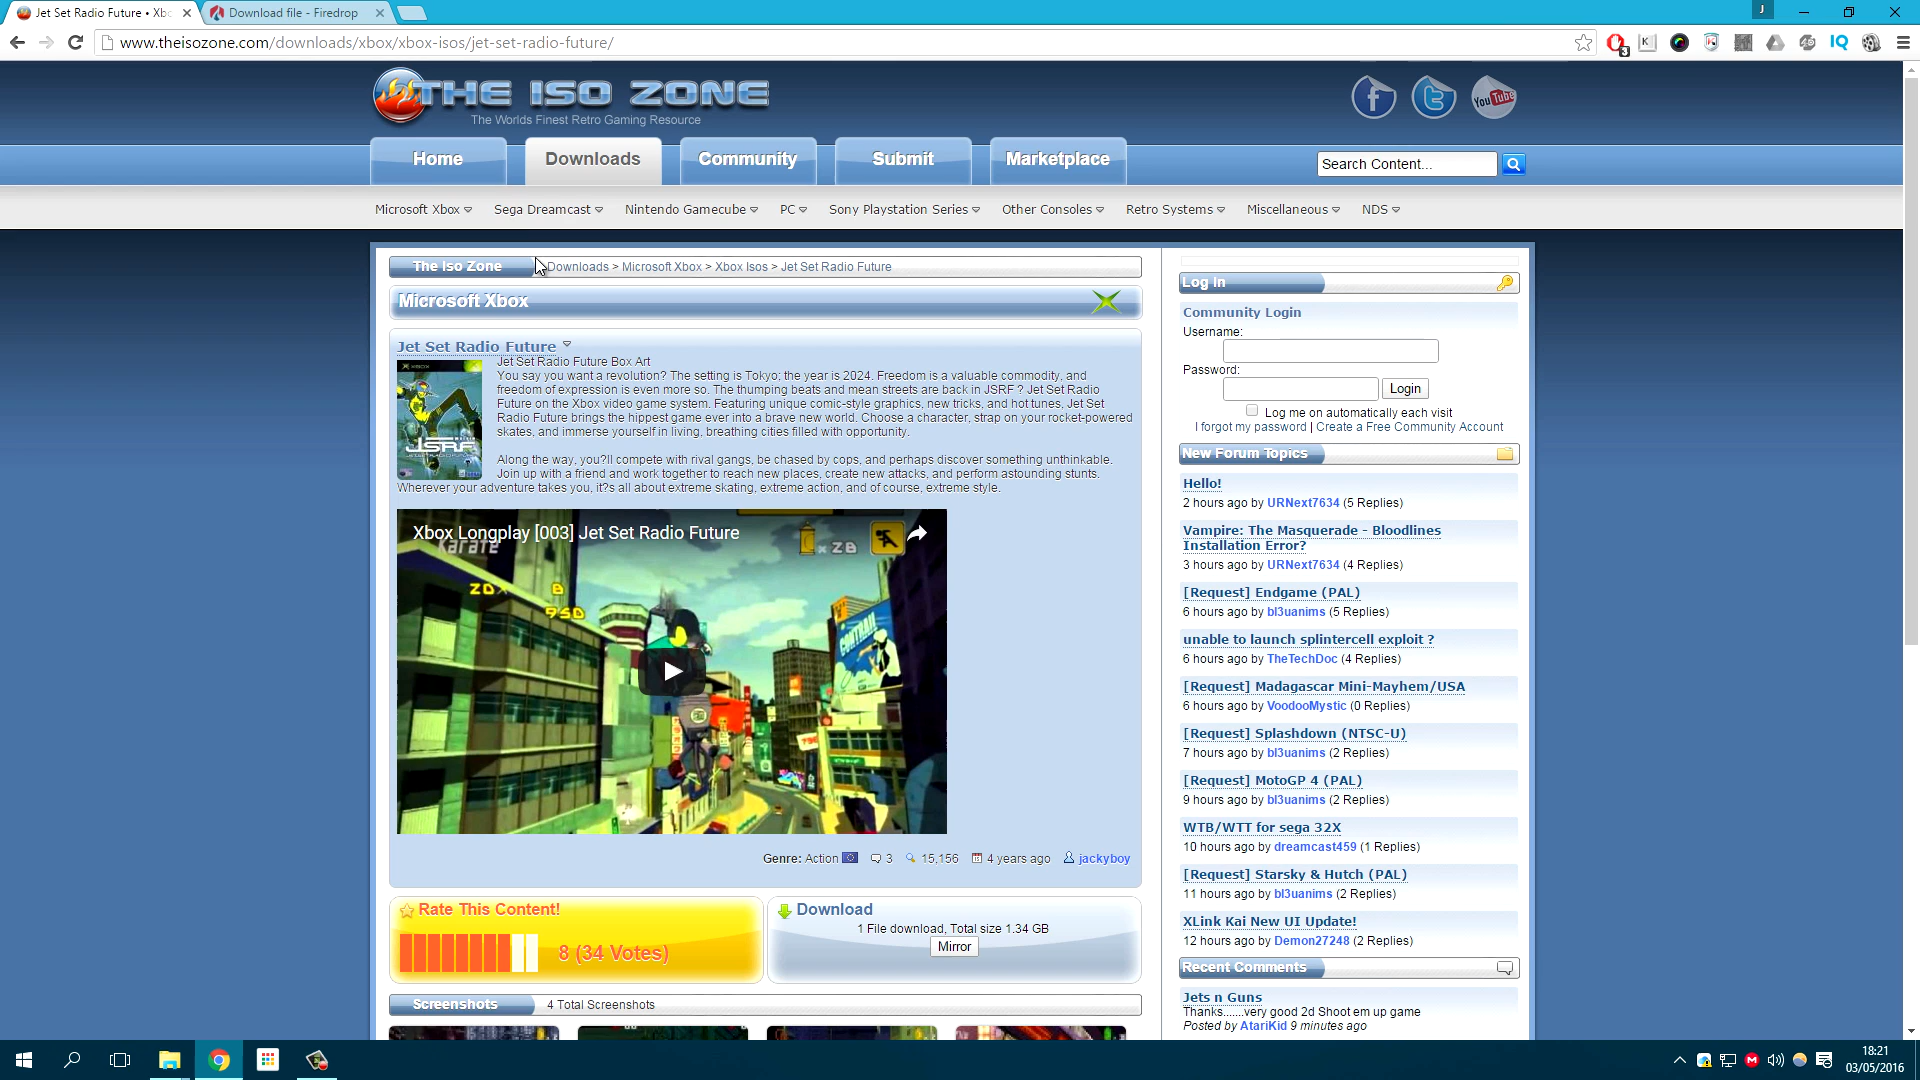 Jet Set Radio Future • Xbo
Download file - Firedrop
J
www.theisozone.com/downloads/xbox/xbox-isos/jet-set-radio-future/
3
IQ
THE ISO ZONE
The Worlds Finest Retro Gaming Resource
YouTube
Home
Downloads
Community
Submit
Marketplace
Search Content...
Microsoft Xbox
Sega Dreamcast
Nintendo Gamecube
PC
Sony Playstation Series
Other Consoles
Retro Systems
Miscellaneous
NDS
The Iso Zone
Downloads > Microsoft Xbox > Xbox Isos > Jet Set Radio Future
Microsoft Xbox
Jet Set Radio Future
Jet Set Radio Future Box Art
You say you want a revolution? The setting is Tokyo; the year is 2024. Freedom is a valuable commodity, and
freedom of expression is even more so. The thumping beats and mean streets are back in JSRF ? Jet Set Radio
Future on the Xbox video game system. Featuring unique comic-style graphics, new tricks, and hot tunes, Jet Set
Radio Future brings the hippest game ever into a brave new world. Choose a character, strap on your rocket-powered
skates, and immerse yourself in living, breathing cities filled with opportunity.
Along the way, you?ll compete with rival gangs, be chased by cops, and perhaps discover something unthinkable.
Join up with a friend and work together to reach new places, create new attacks, and perform astounding stunts.
Wherever your adventure takes you, it?s all about extreme skating, extreme action, and of course, extreme style.
XBOX
JSRF
Xbox Longplay [003] Jet Set Radio Future
Karate
x 28
20x
8
950
CONTRAIL
Genre: Action
3
15,156
4 years ago
jackyboy
Rate This Content!
8 (34 Votes)
Download
1 File download, Total size 1.34 GB
Mirror
Screenshots
4 Total Screenshots
Log In
Community Login
Username:
Password:
Login
Log me on automatically each visit
I forgot my password | Create a Free Community Account
New Forum Topics
Hello!
2 hours ago by URNext7634 (5 Replies)
Vampire: The Masquerade - Bloodlines
Installation Error?
3 hours ago by URNext7634 (4 Replies)
[Request] Endgame (PAL)
6 hours ago by bl3uanims (5 Replies)
unable to launch splintercell exploit ?
6 hours ago by TheTechDoc (4 Replies)
[Request] Madagascar Mini-Mayhem/USA
6 hours ago by VoodooMystic (0 Replies)
[Request] Splashdown (NTSC-U)
7 hours ago by bl3uanims (2 Replies)
[Request] MotoGP 4 (PAL)
9 hours ago by bl3uanims (2 Replies)
WTB/WTT for sega 32X
10 hours ago by dreamcast459 (1 Replies)
[Request] Starsky & Hutch (PAL)
11 hours ago by bl3uanims (2 Replies)
XLink Kai New UI Update!
12 hours ago by Demon27248 (2 Replies)
Recent Comments
Jets n Guns
Thanks.......very good 2d Shoot em up game
Posted by AtariKid 9 minutes ago
18:21
03/05/2016